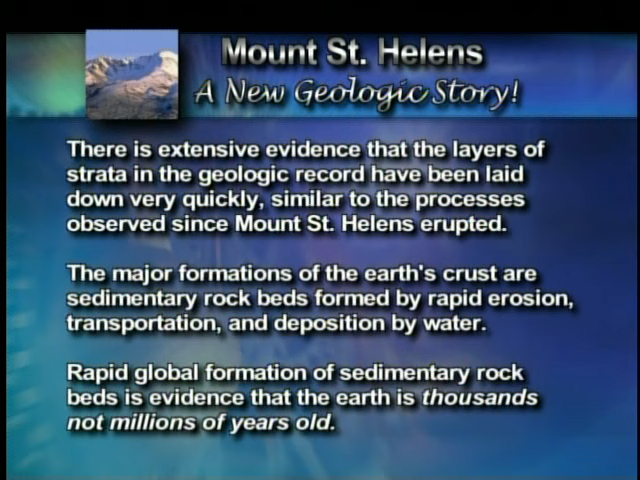 Mount St. Helens
A New Geologic Story!
There is extensive evidence that the layers of
strata in the geologic record have been laid
down very quickly, similar to the processes
observed since Mount St. Helens erupted.
The major formations of the earth's crust are
sedimentary rock beds formed by rapid erosion,
transportation, and deposition by water.
Rapid global formation of sedimentary rock
beds is evidence that the earth is thousands
not millions of years old.